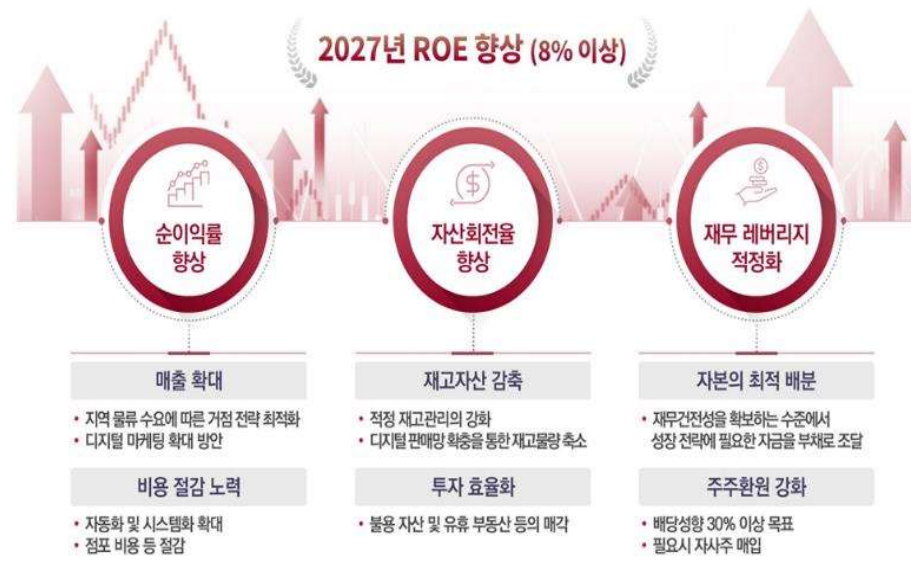 2027년 ROE 향상 (8% 이상)
순이익률
향상
자산회전율
향상
재무 레버리지
적정화
매출 확대
• 지역 물류 수요에 따른 거점 전략 최적화
• 디지털 마케팅 확대 방안
비용 절감 노력
• 자동화 및 시스템화 확대
• 점포 비용 등 절감
재고자산 감축
• 적정 재고관리의 강화
• 디지털 판매망 확충을 통한 재고물량 축소
투자 효율화
• 불용 자산 및 유휴 부동산 등의 매각
자본의 최적 배분
• 재무건전성을 확보하는 수준에서
성장 전략에 필요한 자금을 부채로 조달
주주환원 강화
• 배당성향 30% 이상 목표
• 필요시 자사주 매입